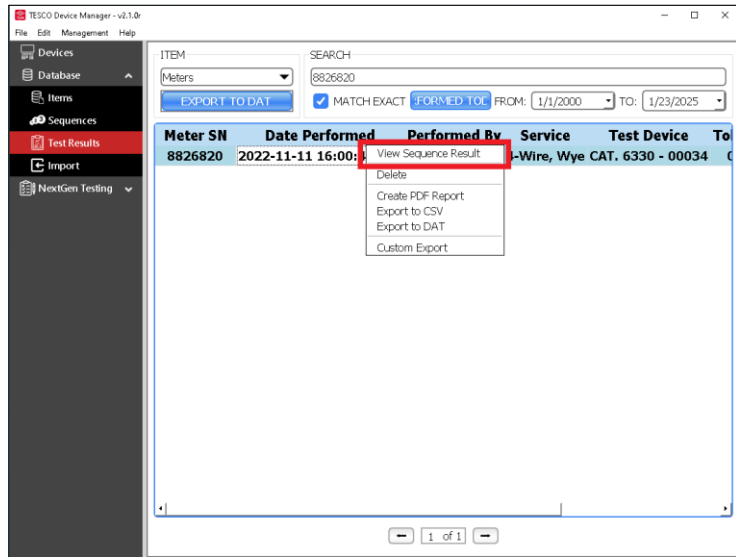 TESCO Device Manager - v2.1.0r
File Edit Management Help
Devices
Database
Items
Sequences
Test Results
Import
NextGen Testing
ITEM
Meters
EXPORT TO DAT
SEARCH
8826820
MATCH EXACT FORMED TOD FROM: 1/1/2000 TO: 1/23/2025
Meter SN Date Performed Performed By Service Test Device Tol
8826820 2022-11-11 16:00: -Wire, Wye CAT. 6330 - 00034
View Sequence Result
Delete
Create PDF Report
Export to CSV
Export to DAT
Custom Export
1 of 1